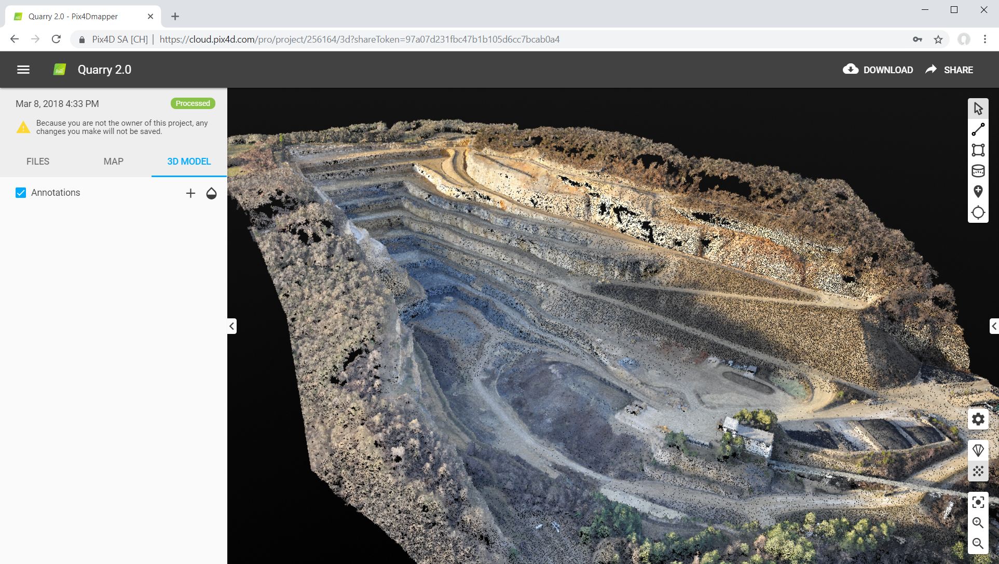 Quarry 2.0 - Pix4Dmapper
Pix4D SA [CH] | https://cloud.pix4d.com/pro/project/256164/3d?shareToken=97a07d231fbc47b1b105d6cc7bcab0a4
Quarry 2.0
DOWNLOAD
SHARE
Mar 8, 2018 4:33 PM
Processed
Because you are not the owner of this project, any
changes you make will not be saved.
FILES
MAP
3D MODEL
Annotations